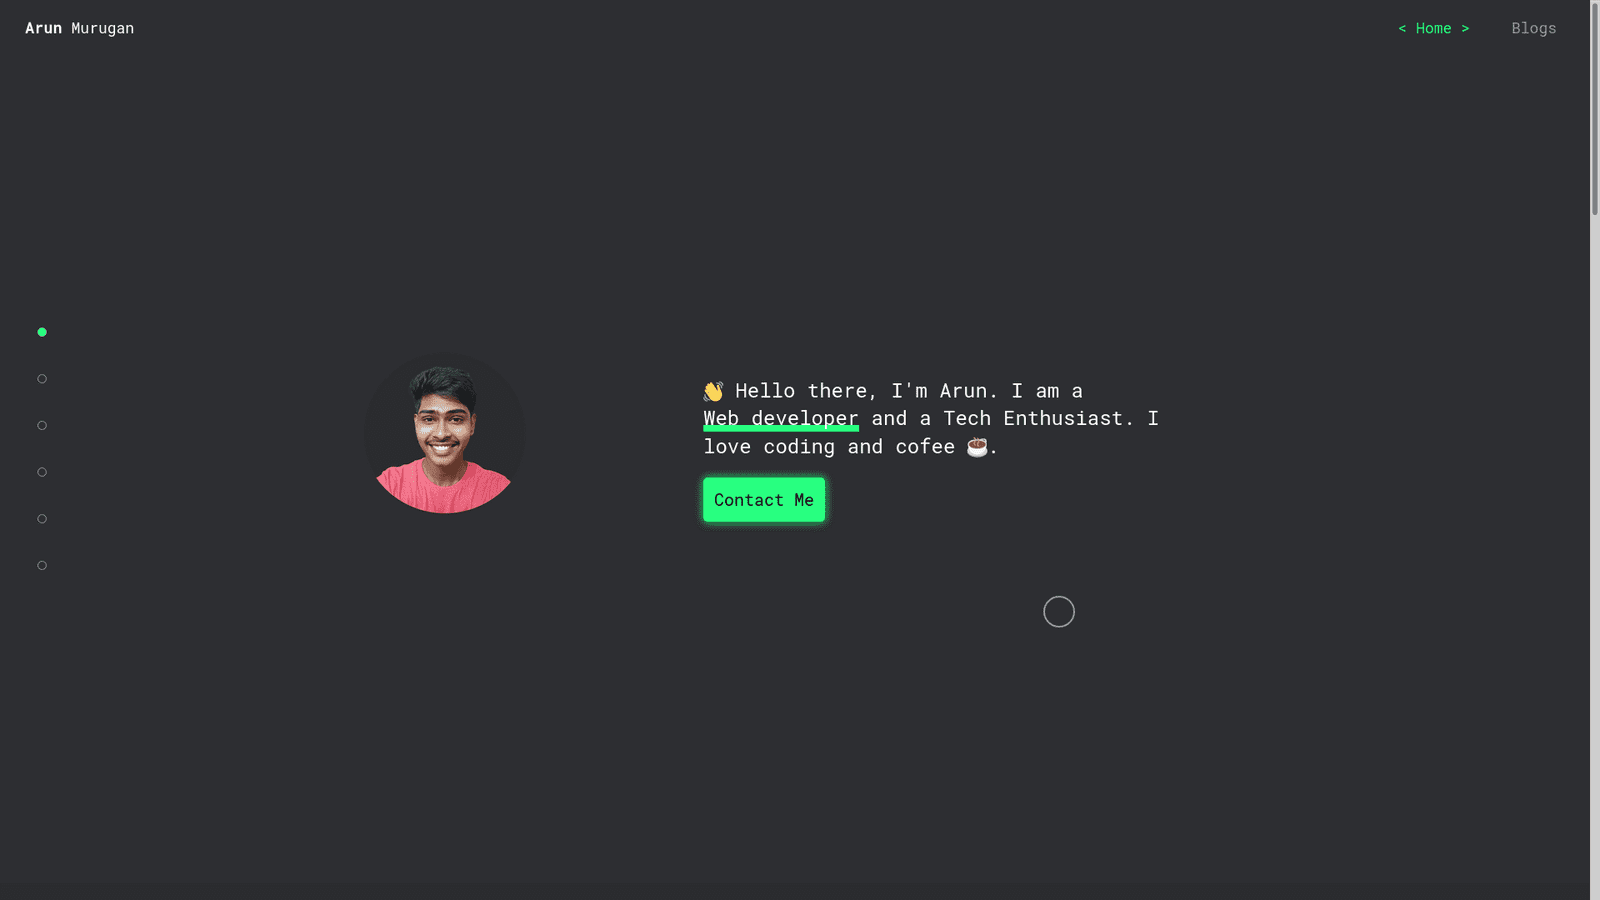 Arun Murugan
< Home >
Blogs
👋 Hello there, I'm Arun. I am a
Web developer and a Tech Enthusiast. I
love coding and cofee ☕.
Contact Me